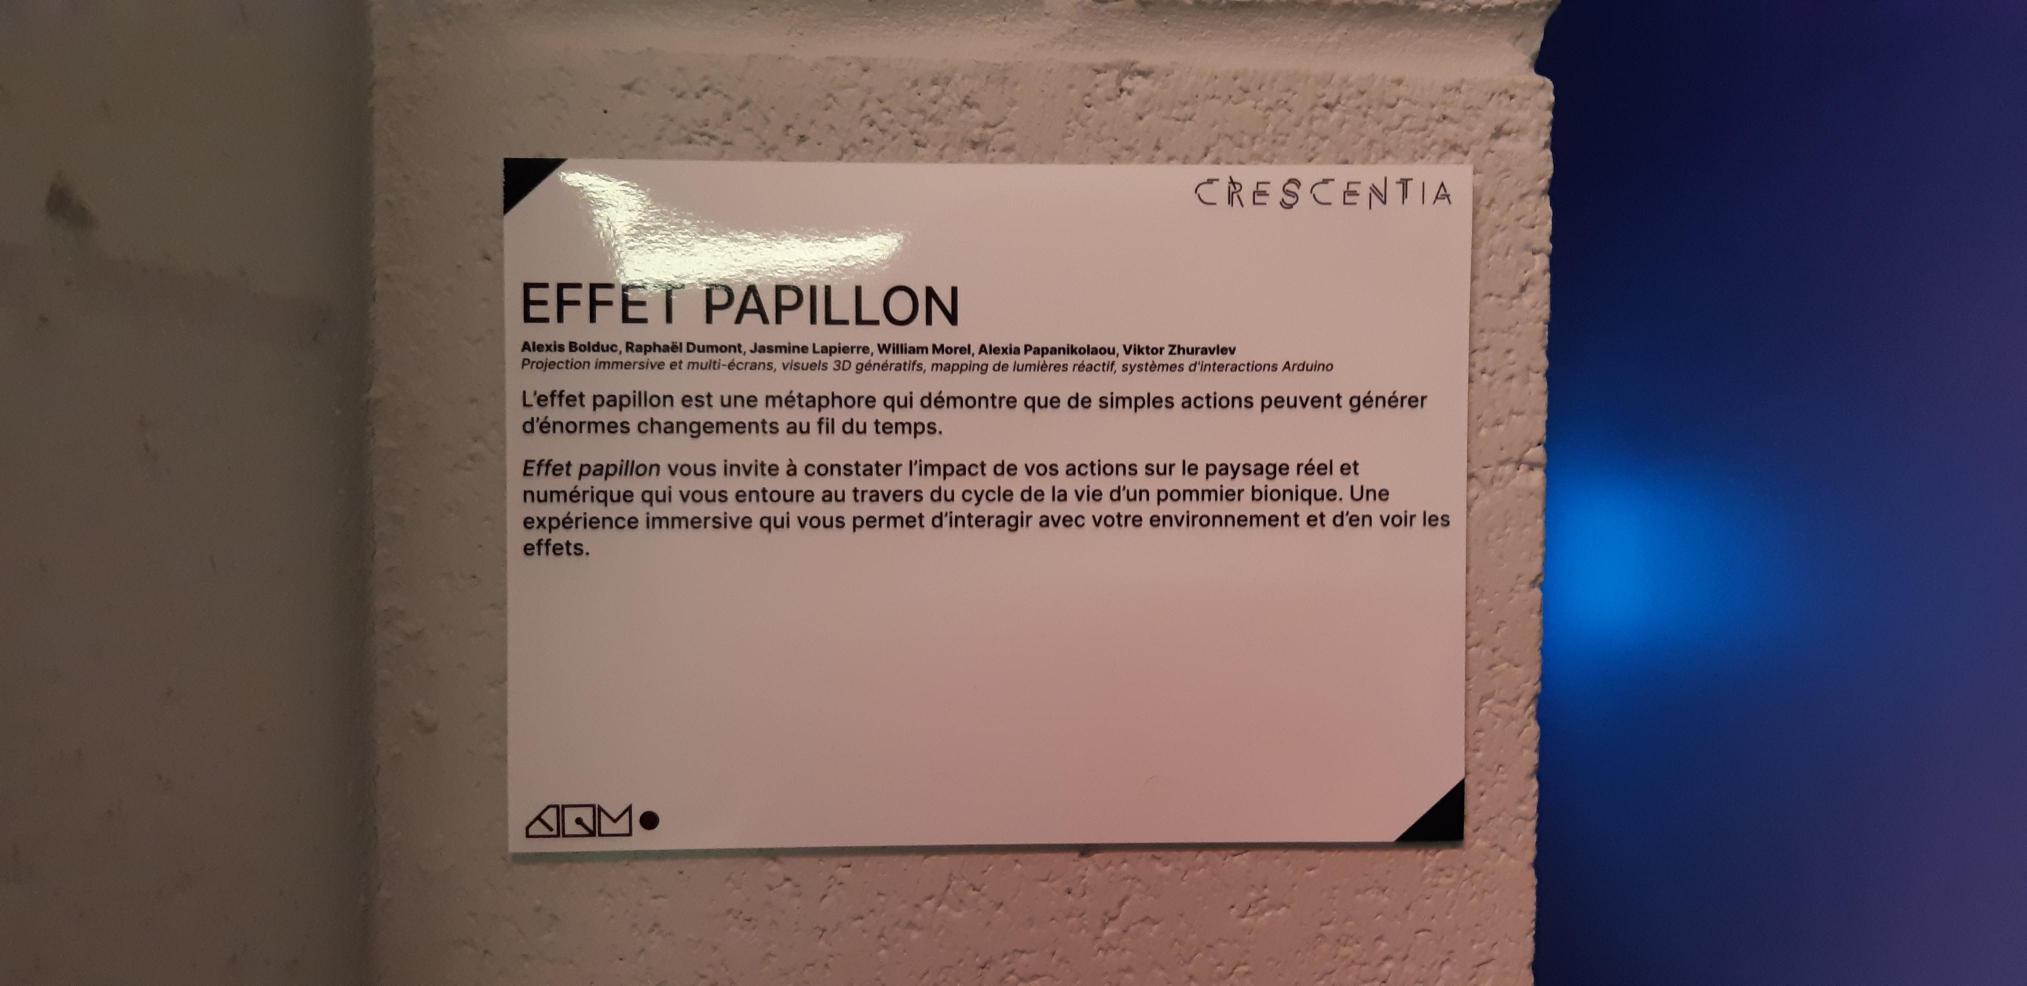 CRESCENTIA
EFFET PAPILLON
Alexis Bolduc, Raphaël Dumont, Jasmine Lapierre, William Morel, Alexia Papanikolaou, Viktor Zhuravlev
Projection immersive et multi-écrans, visuels 3D génératifs, mapping de lumières réactif, systèmes d'interactions Arduino
L'effet papillon est une métaphore qui démontre que de simples actions peuvent générer
d'énormes changements au fil du temps.
Effet papillon vous invite à constater l'impact de vos actions sur le paysage réel et
numérique qui vous entoure au travers du cycle de la vie d'un pommier bionique. Une
expérience immersive qui vous permet d'interagir avec votre environnement et d'en voir les
effets.